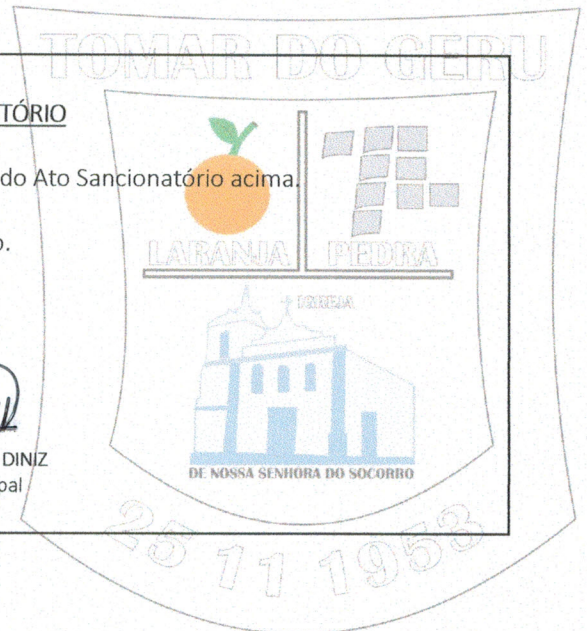 TOMAR DO GERU
TÓRIO
do Ato Sancionatório acima.
o.
LARANJA PEDRA
IGREJA
DINIZ
pal
DE NOSSA SENHORA DO SOCORRO
25 11 1953